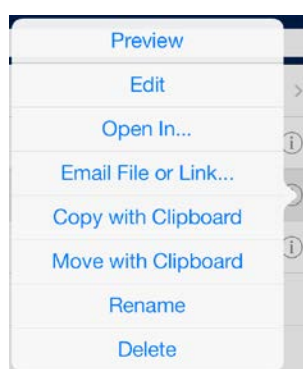 Preview
Edit
Open In...
Email File or Link...
Copy with Clipboard
Move with Clipboard
Rename
Delete